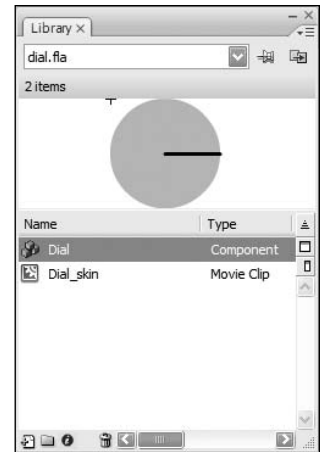 Library
dial.fla
2 items
Name Type
Dial Component
Dial_skin Movie Clip